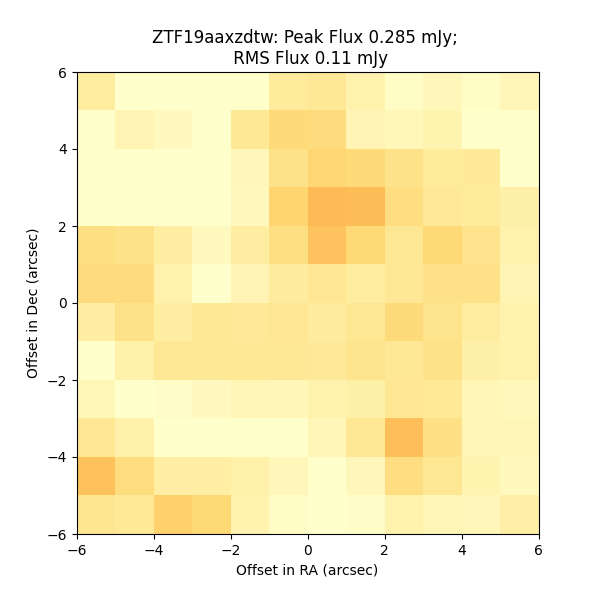 ZTF19aaxzdtw: Peak Flux 0.285 mJy;
RMS Flux 0.11 mJy
6
4
2
0
−2
−4
−6
Offset in Dec (arcsec)
−6 −4 −2 0 2 4 6
Offset in RA (arcsec)